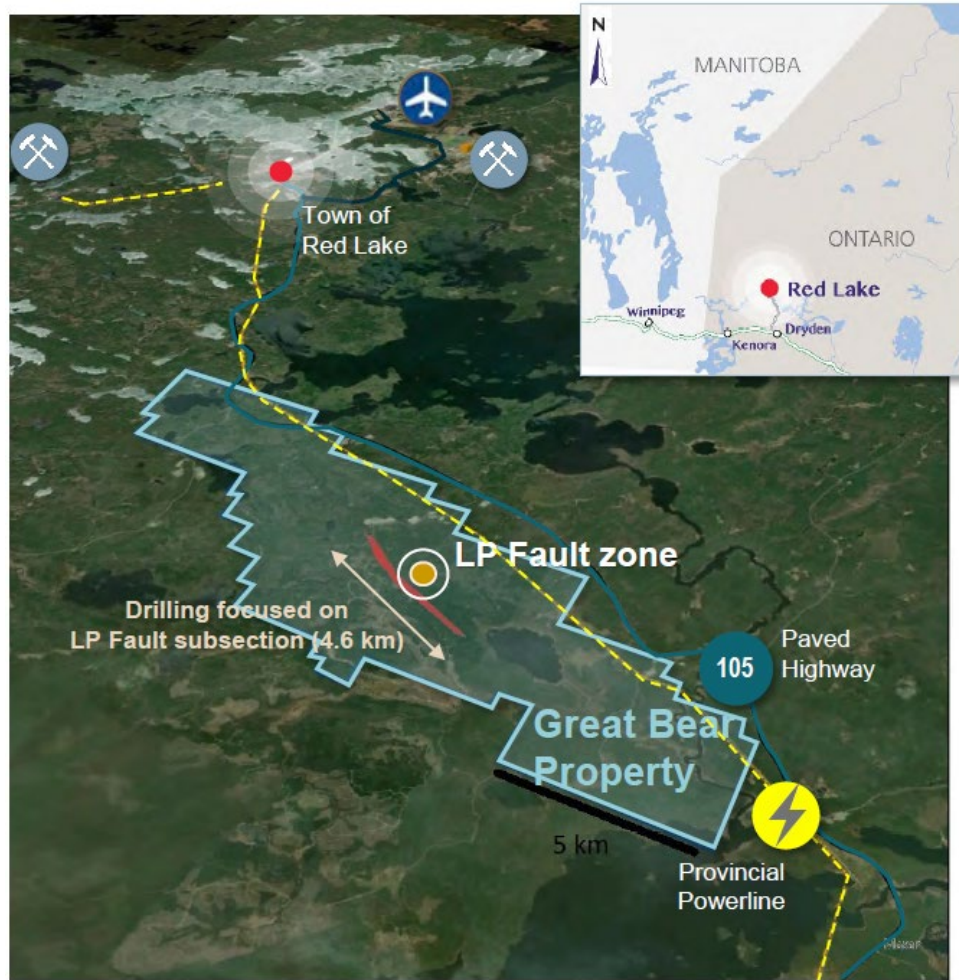 N
MANITOBA
ONTARIO
Red Lake
Winnipeg
Kenora
Dryden
Town of
Red Lake
LP Fault zone
Drilling focused on
LP Fault subsection (4.6 km)
105
Paved
Highway
Great Bear
Property
5 km
Provincial
Powerline
Maxar